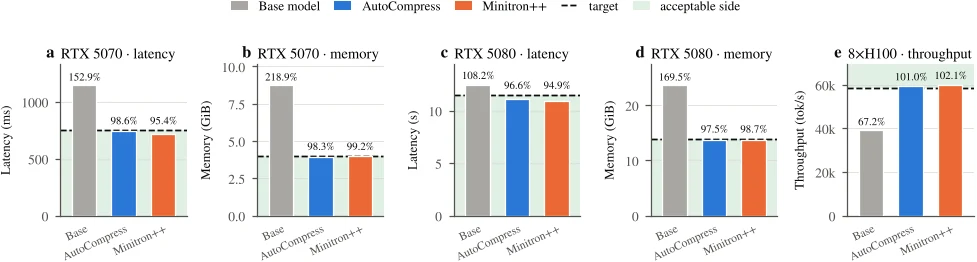 Base model AutoCompress Minitron++ target acceptable side
a RTX 5070 · latency
152.9%
98.6%
95.4%
1000
500
0
Latency (ms)
Base
AutoCompress
Minitron++
b RTX 5070 · memory
218.9%
98.3%
99.2%
10.0
7.5
5.0
2.5
0.0
Memory (GiB)
Base
AutoCompress
Minitron++
c RTX 5080 · latency
108.2%
96.6%
94.9%
10
5
0
Latency (s)
Base
AutoCompress
Minitron++
d RTX 5080 · memory
169.5%
97.5%
98.7%
20
10
0
Memory (GiB)
Base
AutoCompress
Minitron++
e 8×H100 · throughput
67.2%
101.0%
102.1%
60k
40k
20k
0
Throughput (tok/s)
Base
AutoCompress
Minitron++